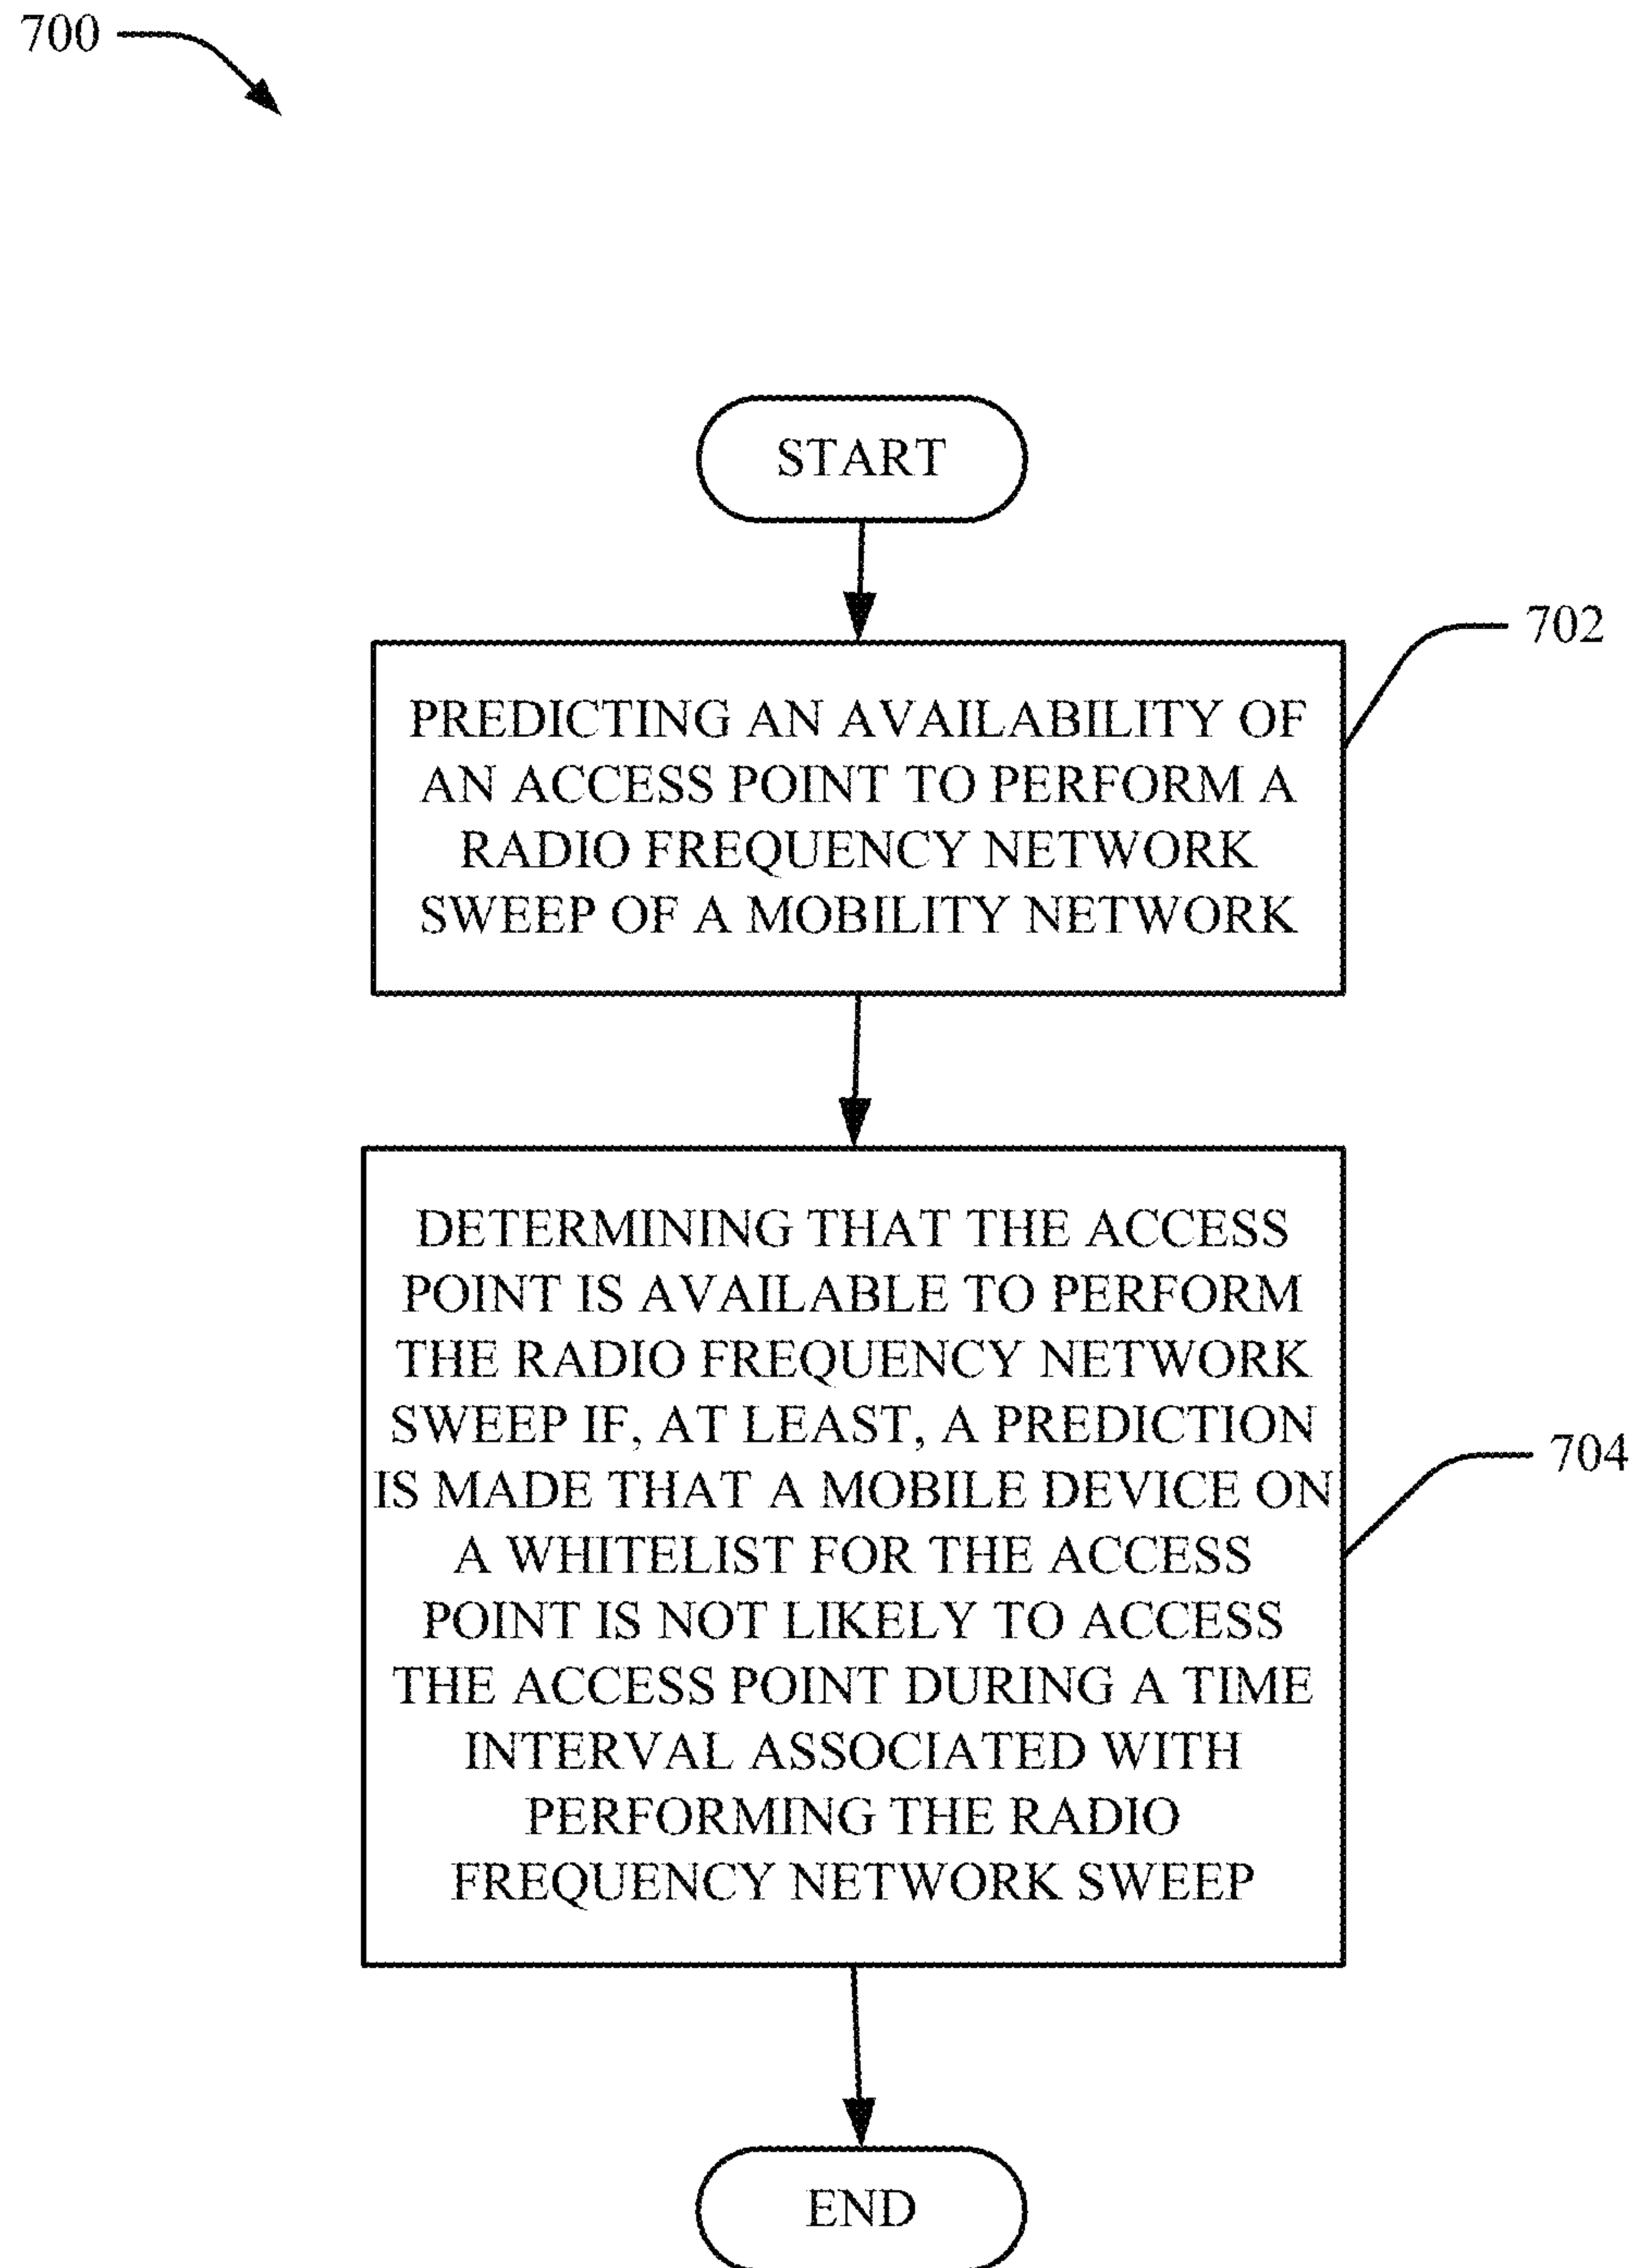 700
START
702
PREDICTING AN AVAILABILITY OF
AN ACCESS POINT TO PERFORM A
RADIO FREQUENCY NETWORK
SWEEP OF A MOBILITY NETWORK
DETERMINING THAT THE ACCESS
POINT IS AVAILABLE TO PERFORM
THE RADIO FREQUENCY NETWORK
SWEEP IF, AT LEAST, A PREDICTION
IS MADE THAT A MOBILE DEVICE ON
A WHITELIST FOR THE ACCESS
POINT IS NOT LIKELY TO ACCESS
THE ACCESS POINT DURING A TIME
INTERVAL ASSOCIATED WITH
PERFORMING THE RADIO
FREQUENCY NETWORK SWEEP
704
END